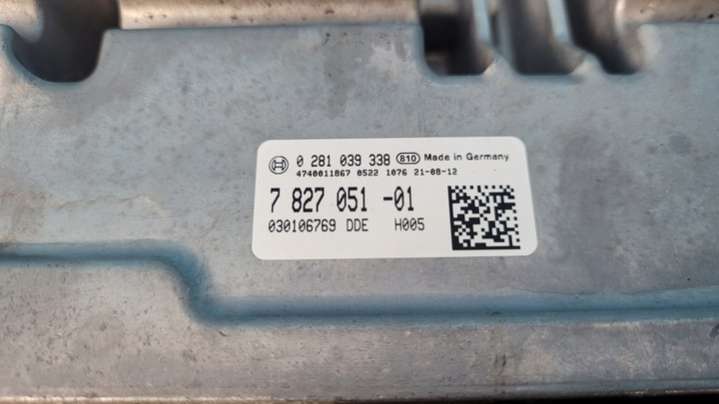 0 281 039 338 810 Made in Germany
4740011867 0522 1076 21-08-12
7 827 051 -01
030106769 DDE H005